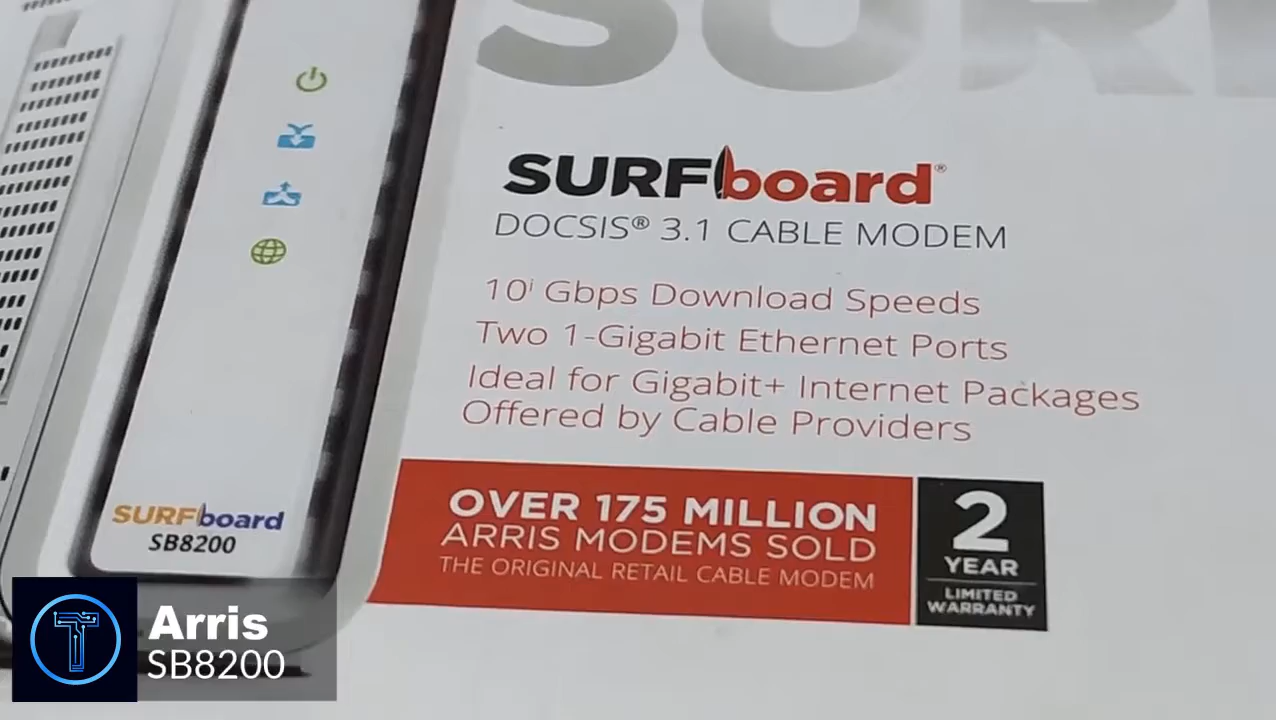 SURFboard®
DOCSIS® 3.1 CABLE MODEM
10ⁱ Gbps Download Speeds
Two 1-Gigabit Ethernet Ports
Ideal for Gigabit+ Internet Packages
Offered by Cable Providers
OVER 175 MILLION
ARRIS MODEMS SOLD
THE ORIGINAL RETAIL CABLE MODEM
2
YEAR
LIMITED
WARRANTY
SURFboard
SB8200
Arris
SB8200